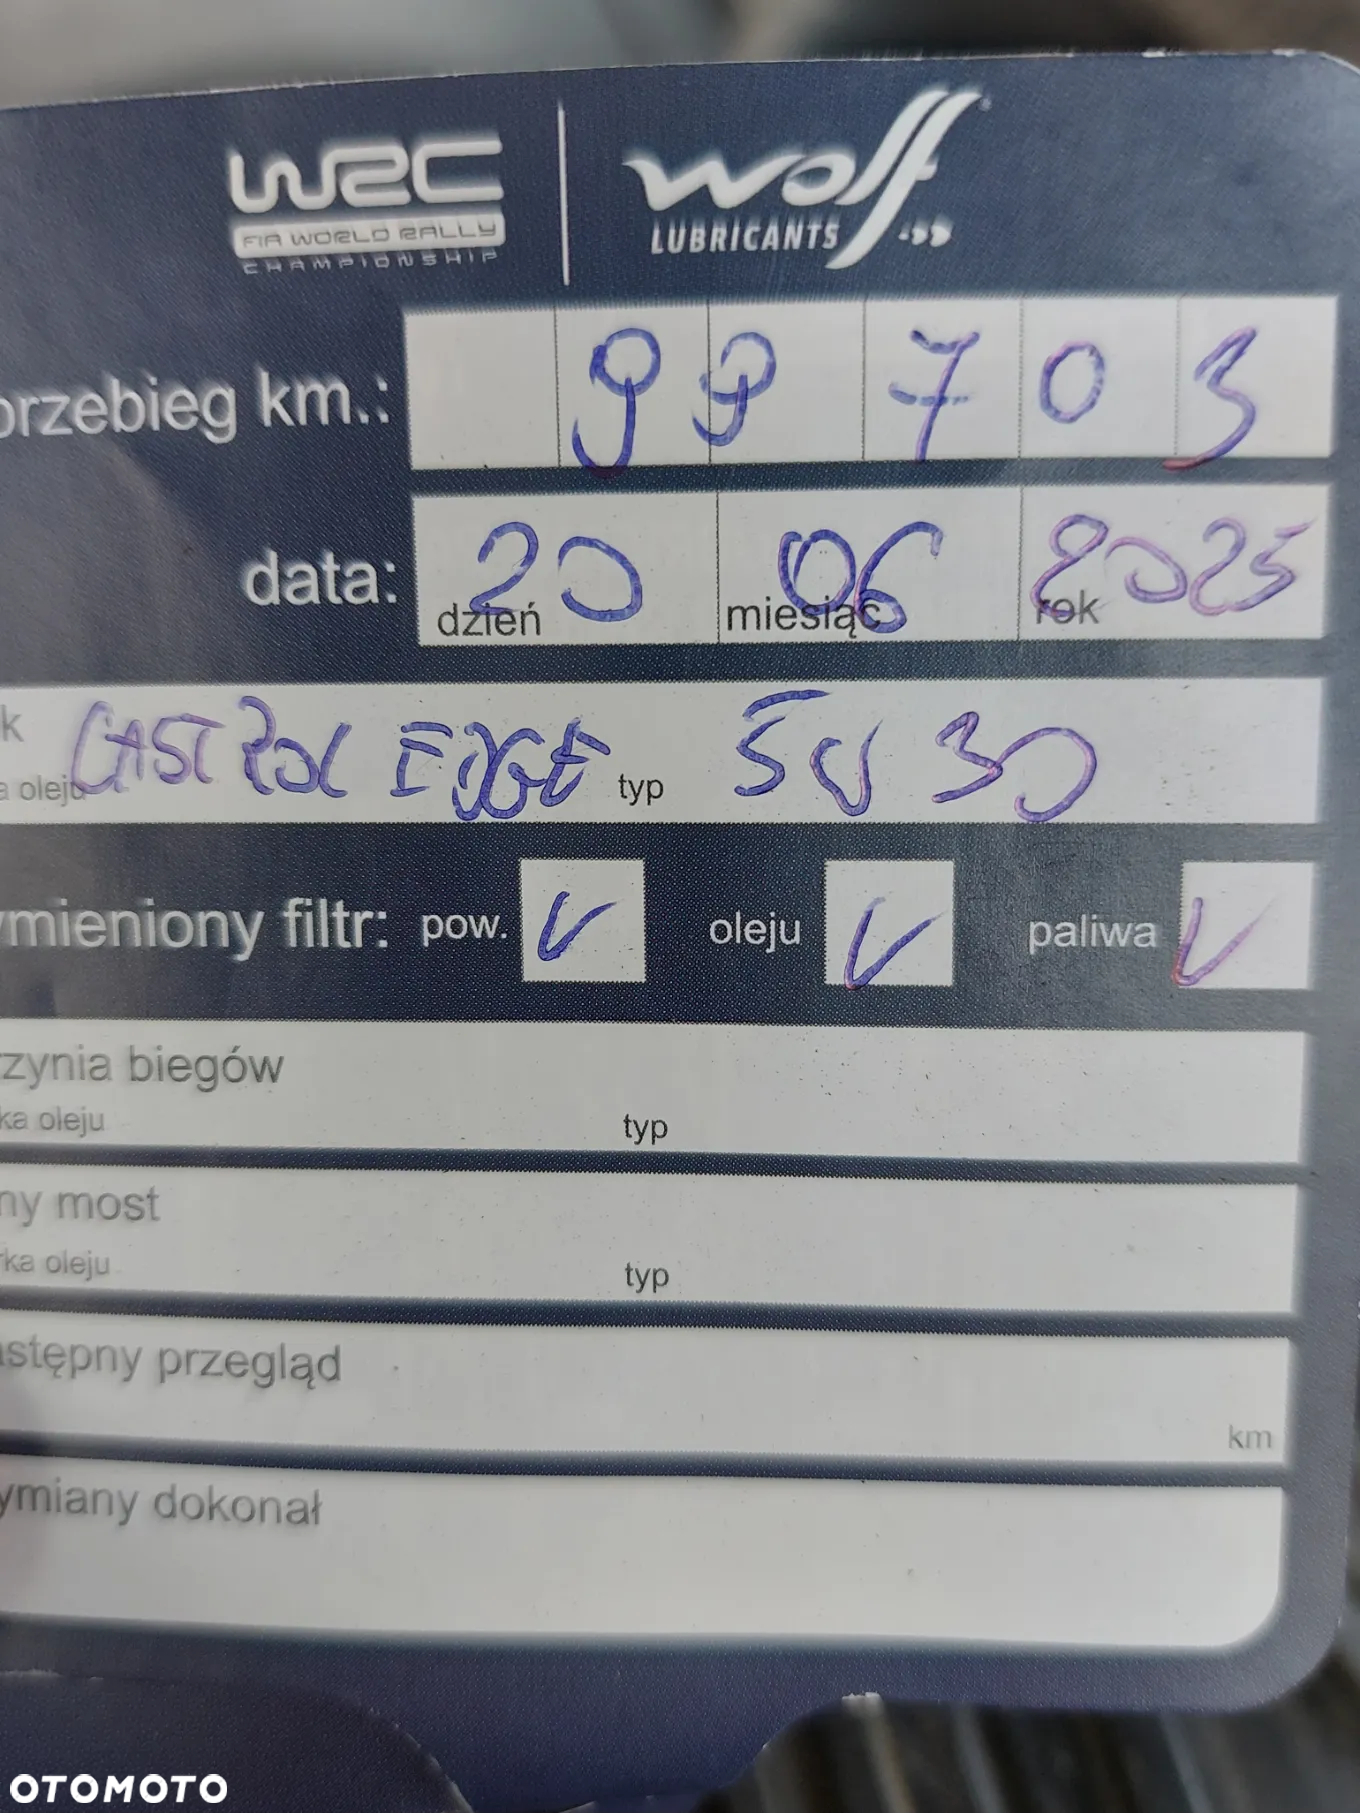 WRC
FIA WORLD RALLY
CHAMPIONSHIP
wolf
LUBRICANTS
przebieg km.: 99703
data: 20 06 2025
dzień miesiąc rok
k CASTROL EDGE typ 5W30
a oleju
ymieniony filtr: pow. V oleju V paliwa V
zynia biegów
ka oleju typ
ny most
rka oleju typ
astępny przegląd
km
ymiany dokonał
OTOMOTO